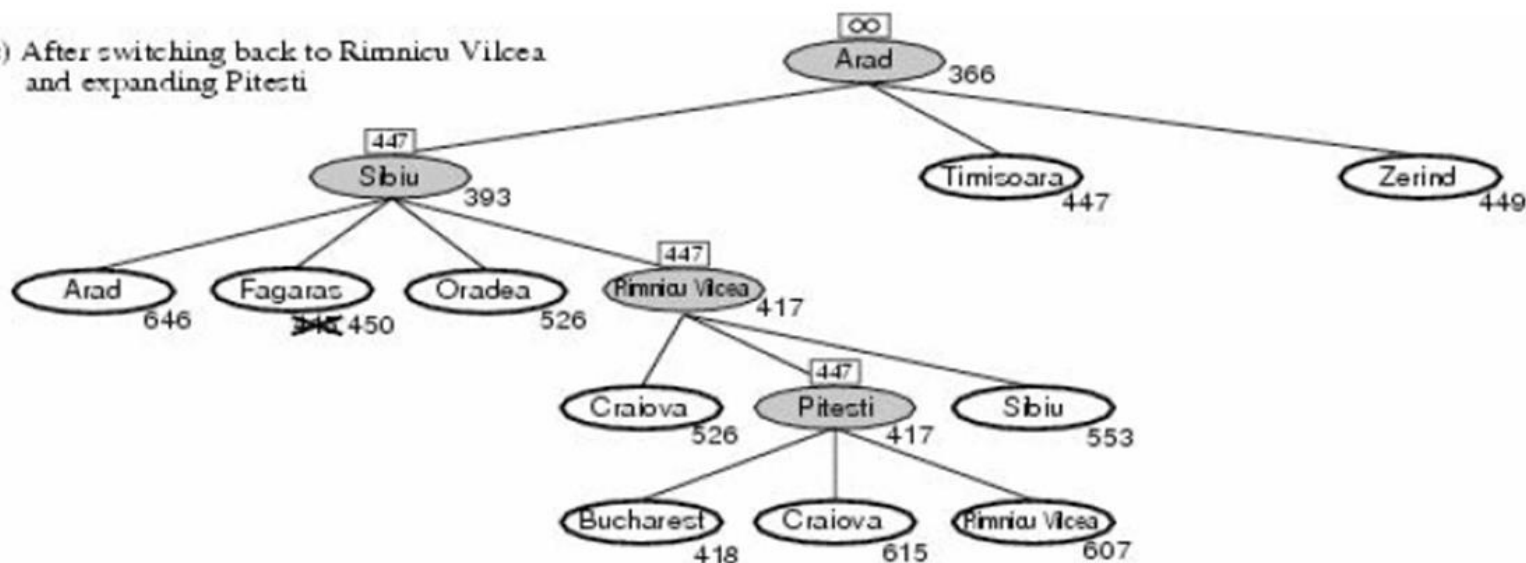 ∞
) After switching back to Rimnicu Vilcea
and expanding Pitesti
Arad
366
447
Sibiu
393
Timisoara
447
Zerind
449
447
Arad
646
Fagaras
450
Oradea
526
Rimnicu Vilcea
417
447
Craiova
526
Pitesti
417
Sibiu
553
Bucharest
418
Craiova
615
Rimnicu Vilcea
607